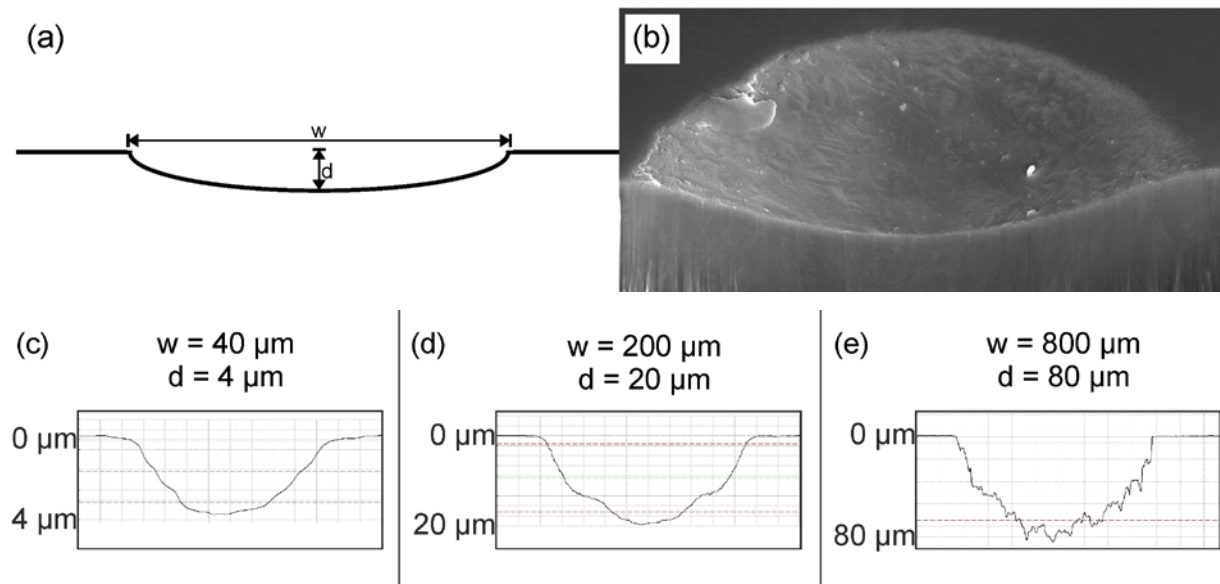 (a)
w
d
(b)
(c)
w = 40 µm
d = 4 µm
0 µm
4 µm
(d)
w = 200 µm
d = 20 µm
0 µm
20 µm
(e)
w = 800 µm
d = 80 µm
0 µm
80 µm